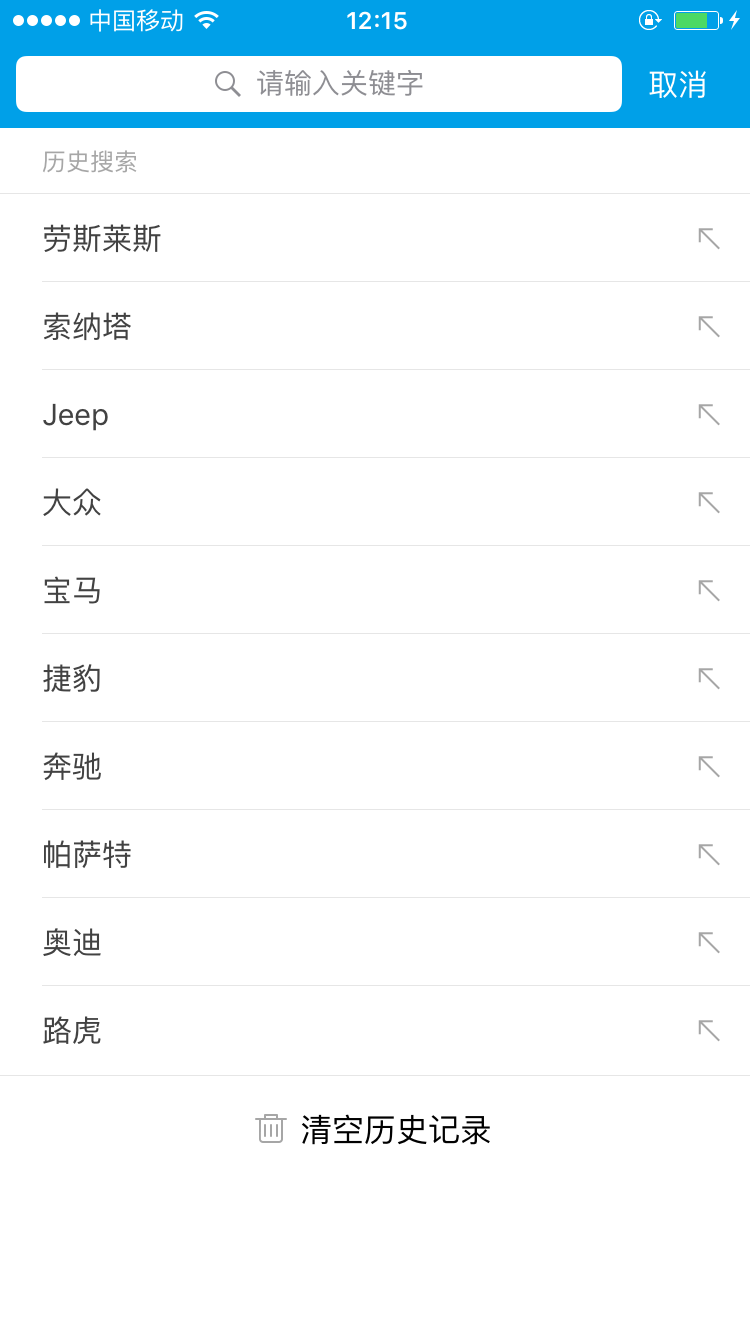 中国移动
12:15
请输入关键字
取消
历史搜索
劳斯莱斯
索纳塔
Jeep
大众
宝马
捷豹
奔驰
帕萨特
奥迪
路虎
清空历史记录